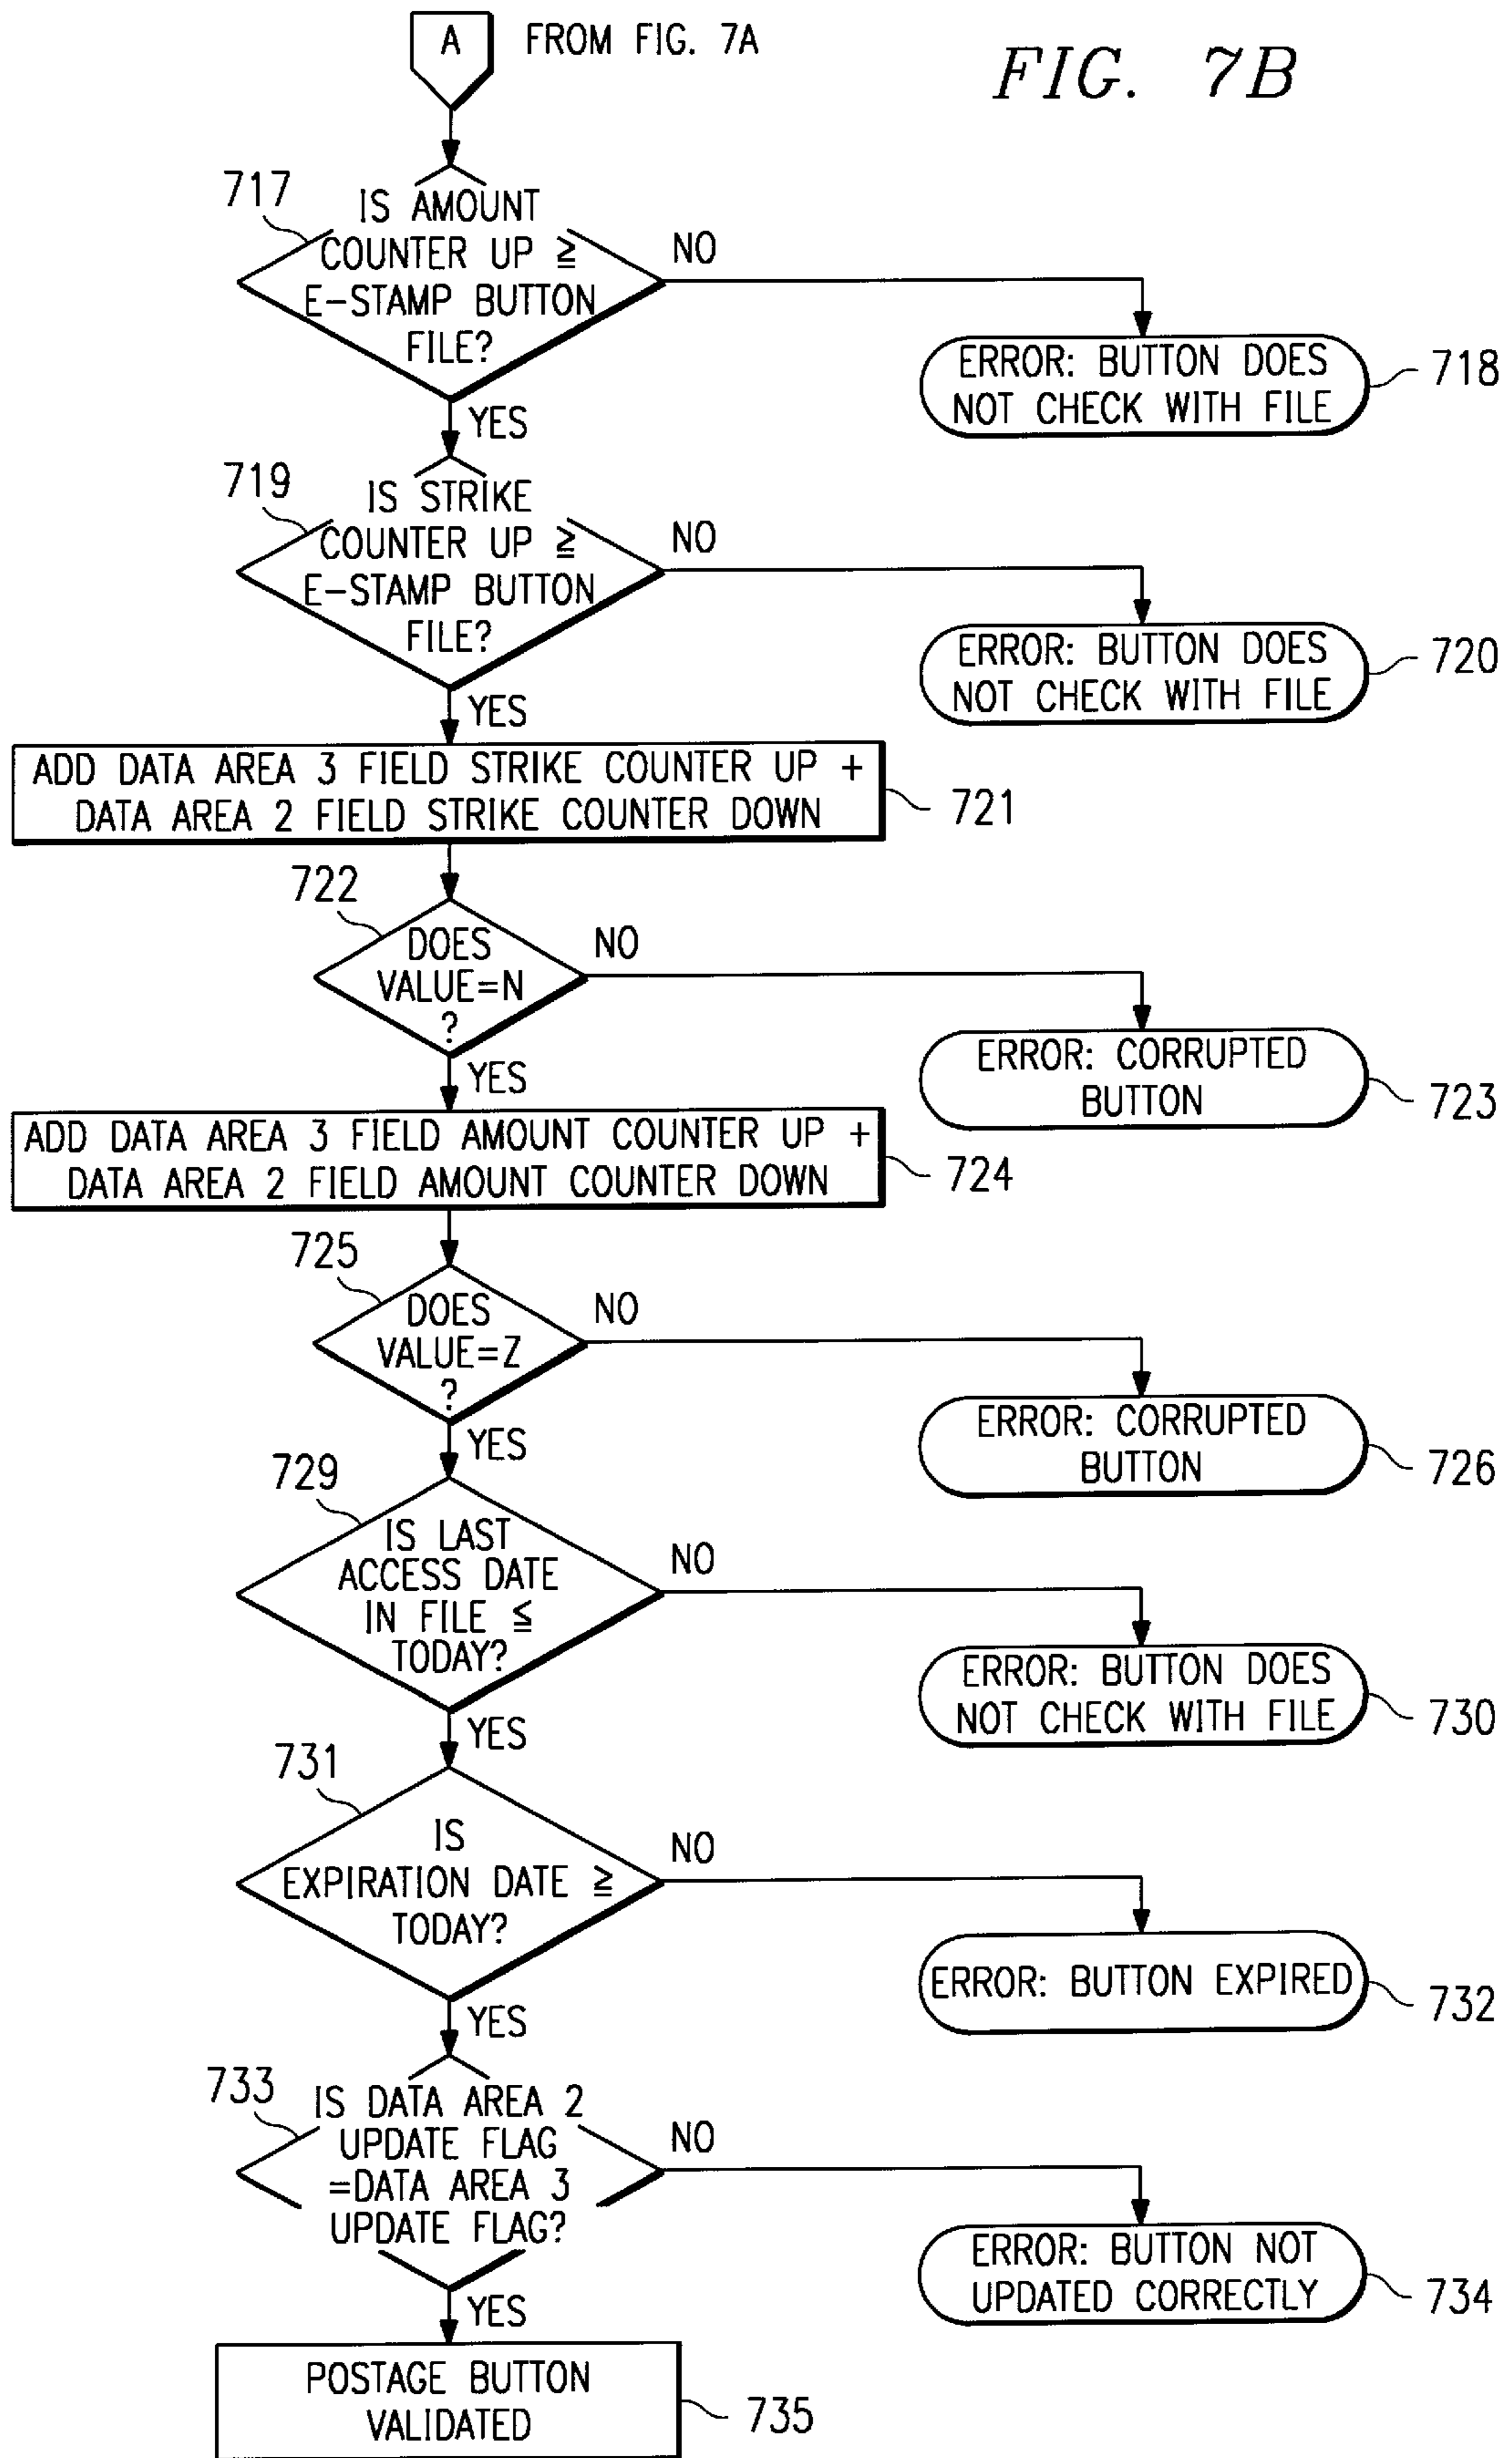 A FROM FIG. 7A
FIG. 7B
717
IS AMOUNT
COUNTER UP ≧
E-STAMP BUTTON
FILE?
NO
YES
ERROR: BUTTON DOES
NOT CHECK WITH FILE
718
719
IS STRIKE
COUNTER UP ≧
E-STAMP BUTTON
FILE?
NO
YES
ERROR: BUTTON DOES
NOT CHECK WITH FILE
720
ADD DATA AREA 3 FIELD STRIKE COUNTER UP +
DATA AREA 2 FIELD STRIKE COUNTER DOWN
721
722
DOES
VALUE=N
?
NO
YES
ERROR: CORRUPTED
BUTTON
723
ADD DATA AREA 3 FIELD AMOUNT COUNTER UP +
DATA AREA 2 FIELD AMOUNT COUNTER DOWN
724
725
DOES
VALUE=Z
?
NO
YES
ERROR: CORRUPTED
BUTTON
726
729
IS LAST
ACCESS DATE
IN FILE ≦
TODAY?
NO
YES
ERROR: BUTTON DOES
NOT CHECK WITH FILE
730
731
IS
EXPIRATION DATE ≧
TODAY?
NO
YES
ERROR: BUTTON EXPIRED
732
733
IS DATA AREA 2
UPDATE FLAG
=DATA AREA 3
UPDATE FLAG?
NO
YES
ERROR: BUTTON NOT
UPDATED CORRECTLY
734
POSTAGE BUTTON
VALIDATED
735